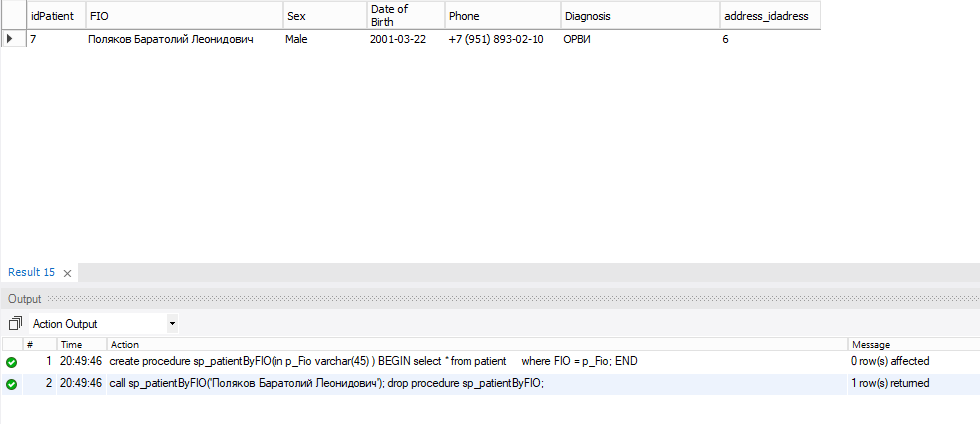 idPatient FIO Sex Date of Birth Phone Diagnosis address_idadress
7 Поляков Баратолий Леонидович Male 2001-03-22 +7 (951) 893-02-10 ОРВИ 6
Result 15 ×
Output
Action Output
# Time Action Message
1 20:49:46 create procedure sp_patientByFIO(in p_Fio varchar(45) ) BEGIN select * from patient where FIO = p_Fio; END 0 row(s) affected
2 20:49:46 call sp_patientByFIO('Поляков Баратолий Леонидович'); drop procedure sp_patientByFIO; 1 row(s) returned